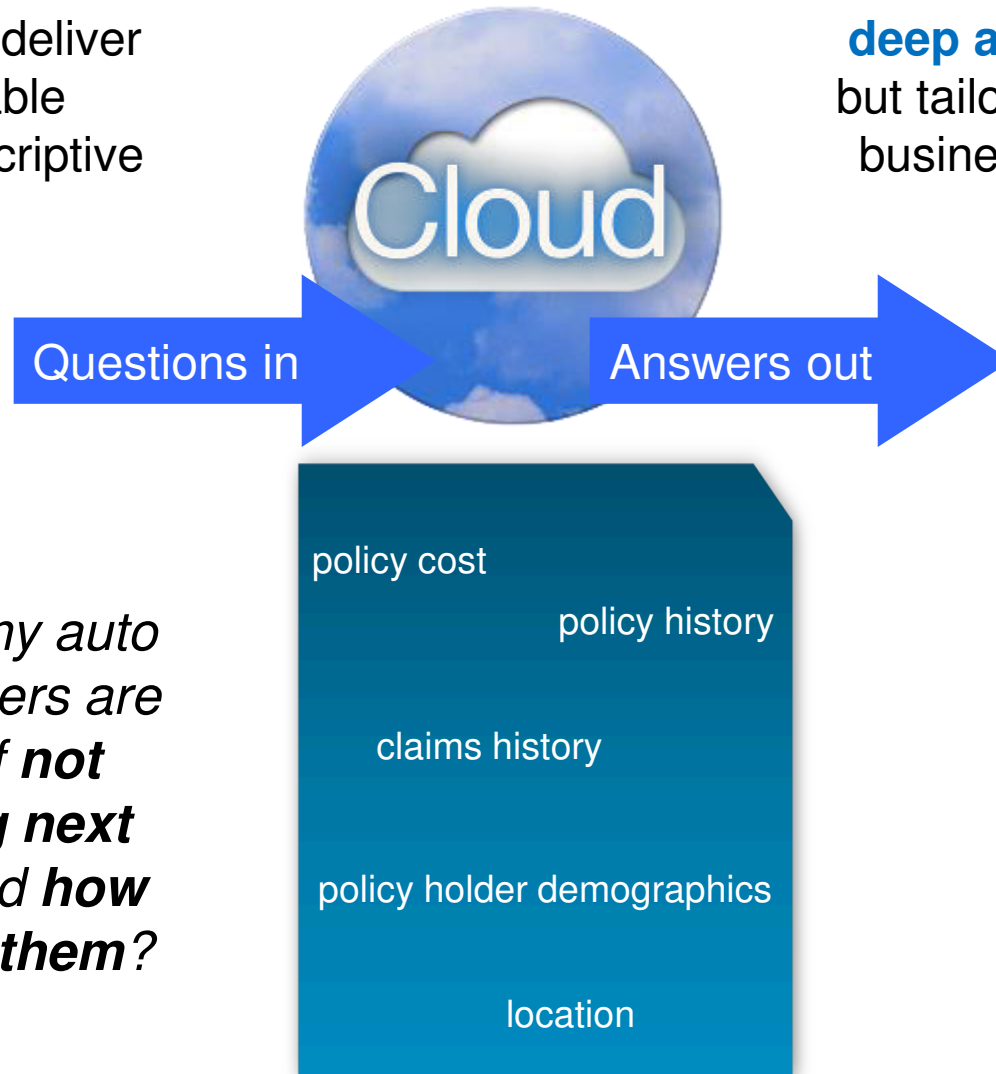 deliver
able
criptive
Cloud
deep a
but tailo
busine
Questions in
Answers out
ny auto
ers are
f not
g next
d how
them?
policy cost
policy history
claims history
policy holder demographics
location